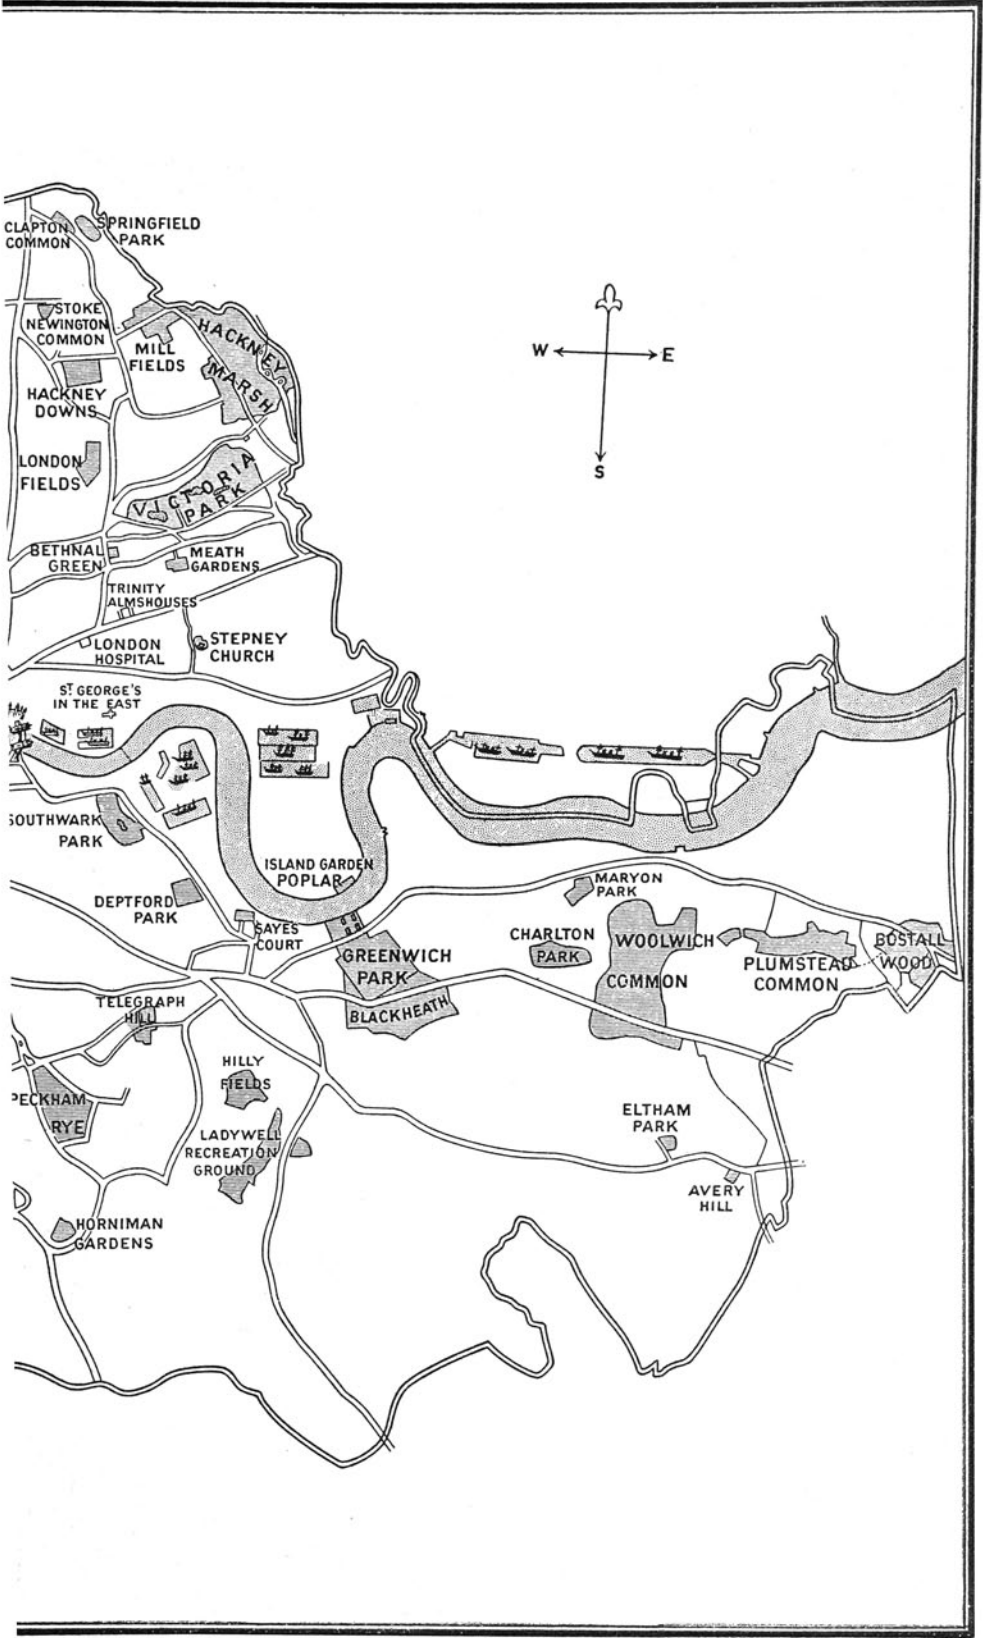 CLAPTON
COMMON
SPRINGFIELD
PARK
STOKE
NEWINGTON
COMMON
MILL
FIELDS
HACKNEY
MARSH
HACKNEY
DOWNS
W
E
S
LONDON
FIELDS
VICTORIA
PARK
BETHNAL
GREEN
MEATH
GARDENS
TRINITY
ALMSHOUSES
LONDON
HOSPITAL
STEPNEY
CHURCH
ST GEORGE'S
IN THE EAST
SOUTHWARK
PARK
ISLAND GARDEN
POPLAR
DEPTFORD
PARK
SAYES
COURT
MARYON
PARK
GREENWICH
PARK
CHARLTON
PARK
WOOLWICH
COMMON
PLUMSTEAD
COMMON
BOSTALL
WOOD
BLACKHEATH
TELEGRAPH
HILL
HILLY
FIELDS
PECKHAM
RYE
LADYWELL
RECREATION
GROUND
ELTHAM
PARK
AVERY
HILL
HORNIMAN
GARDENS